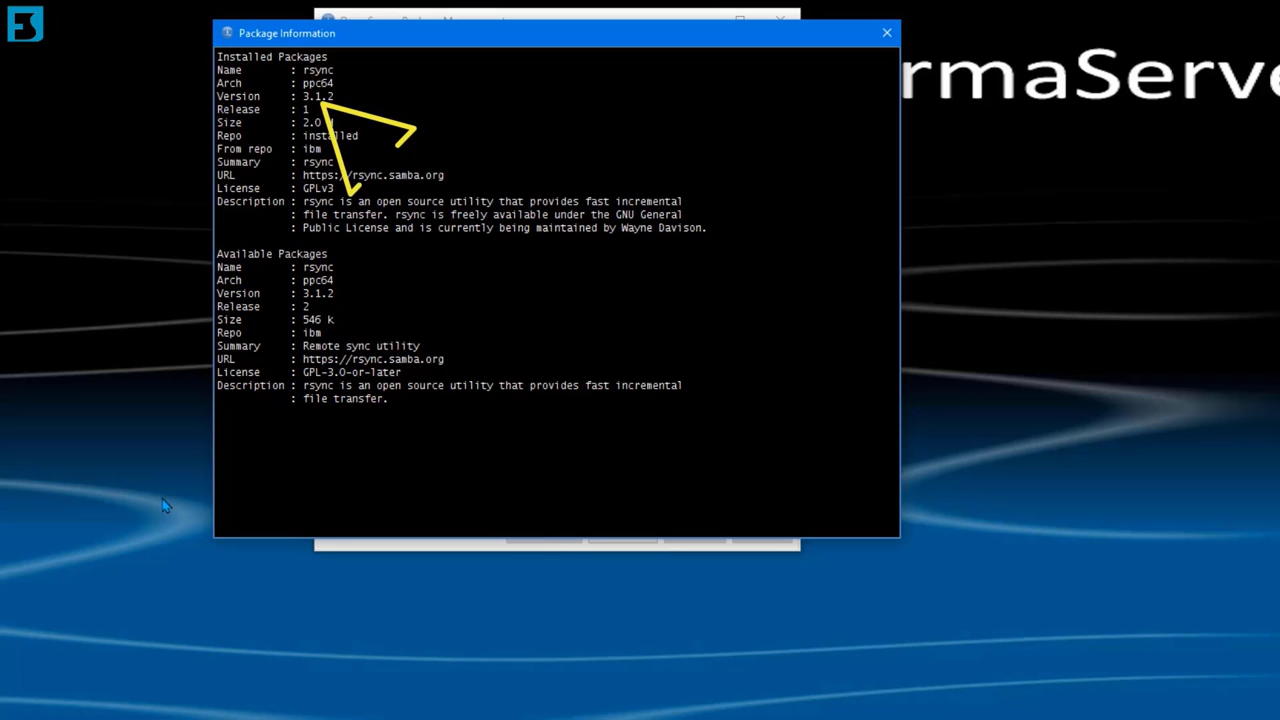 Package Information
rmaServe
Installed Packages
Name : rsync
Arch : ppc64
Version : 3.1.2
Release : 1
Size : 2.0
Repo : installed
From repo : ibm
Summary : rsync
URL : https://rsync.samba.org
License : GPLv3
Description : rsync is an open source utility that provides fast incremental
: file transfer. rsync is freely available under the GNU General
: Public License and is currently being maintained by Wayne Davison.
Available Packages
Name : rsync
Arch : ppc64
Version : 3.1.2
Release : 2
Size : 546 k
Repo : ibm
Summary : Remote sync utility
URL : https://rsync.samba.org
License : GPL-3.0-or-later
Description : rsync is an open source utility that provides fast incremental
: file transfer.